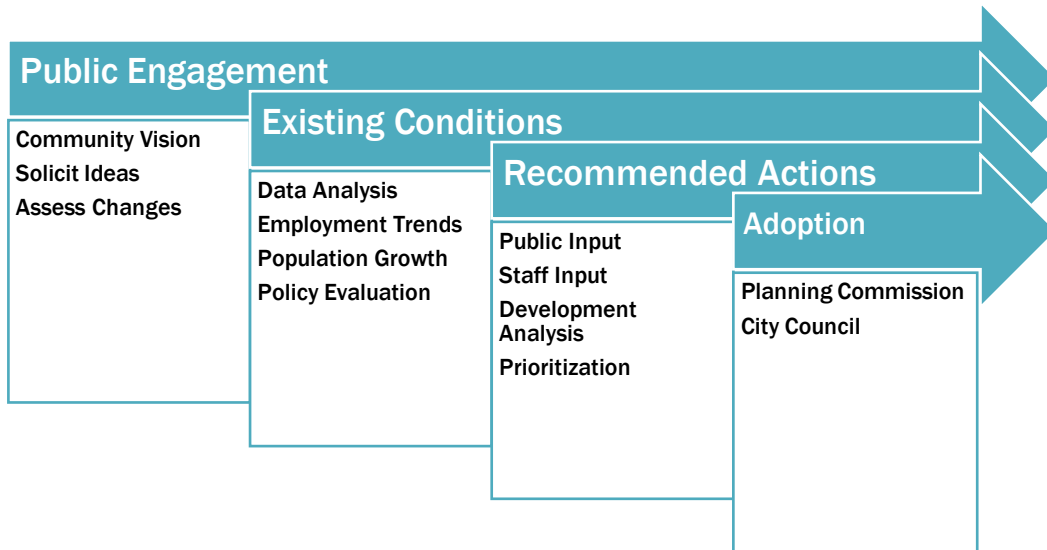 Public Engagement
Community Vision
Solicit Ideas
Assess Changes
Existing Conditions
Data Analysis
Employment Trends
Population Growth
Policy Evaluation
Recommended Actions
Public Input
Staff Input
Development
Analysis
Prioritization
Adoption
Planning Commission
City Council